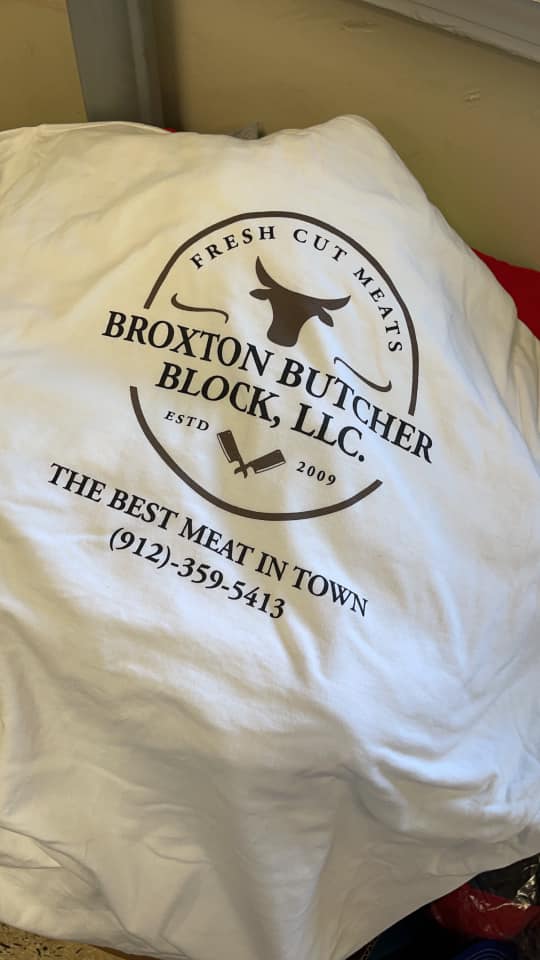 FRESH CUT MEATS
BROXTON BUTCHER
BLOCK, LLC.
ESTD 2009
THE BEST MEAT IN TOWN
(912)-359-5413